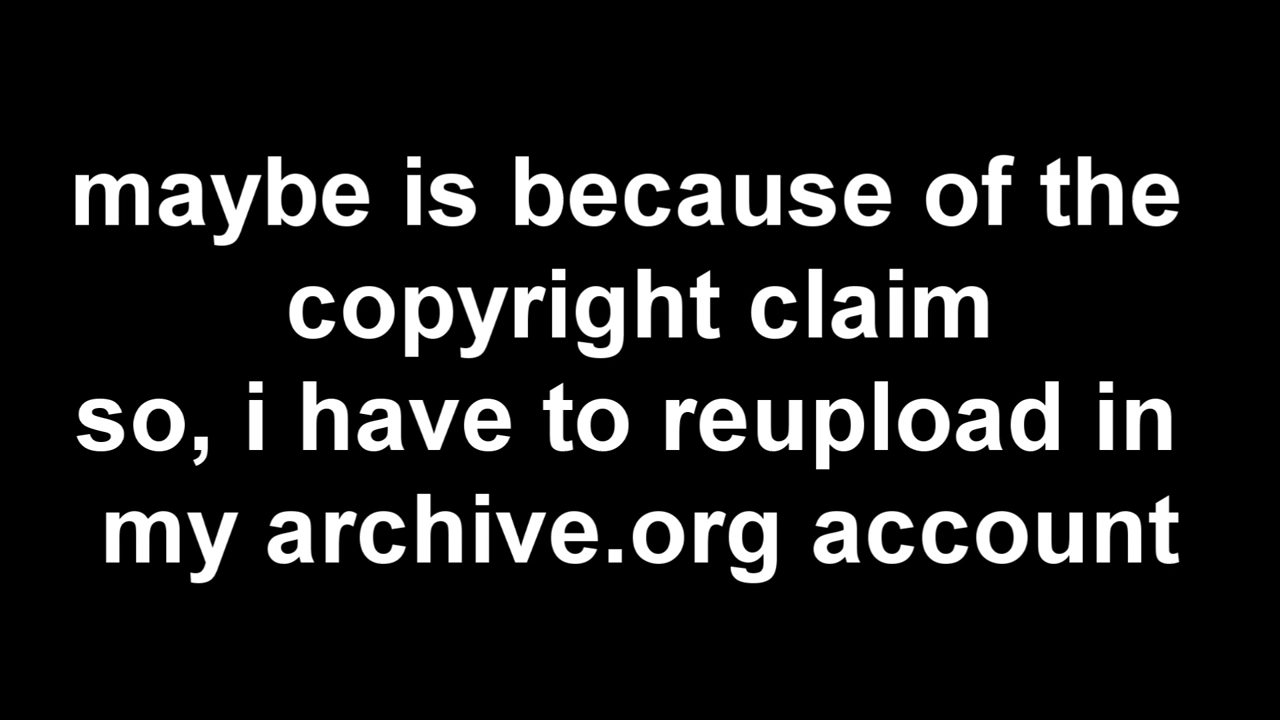 maybe is because of the
copyright claim
so, i have to reupload in
my archive.org account